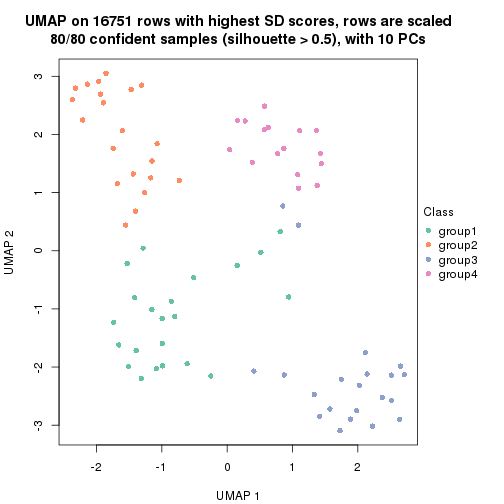 UMAP on 16751 rows with highest SD scores, rows are scaled
80/80 confident samples (silhouette > 0.5), with 10 PCs
3
2
1
0
-1
-2
-3
UMAP 2
-2
-1
0
1
2
UMAP 1
Class
group1
group2
group3
group4